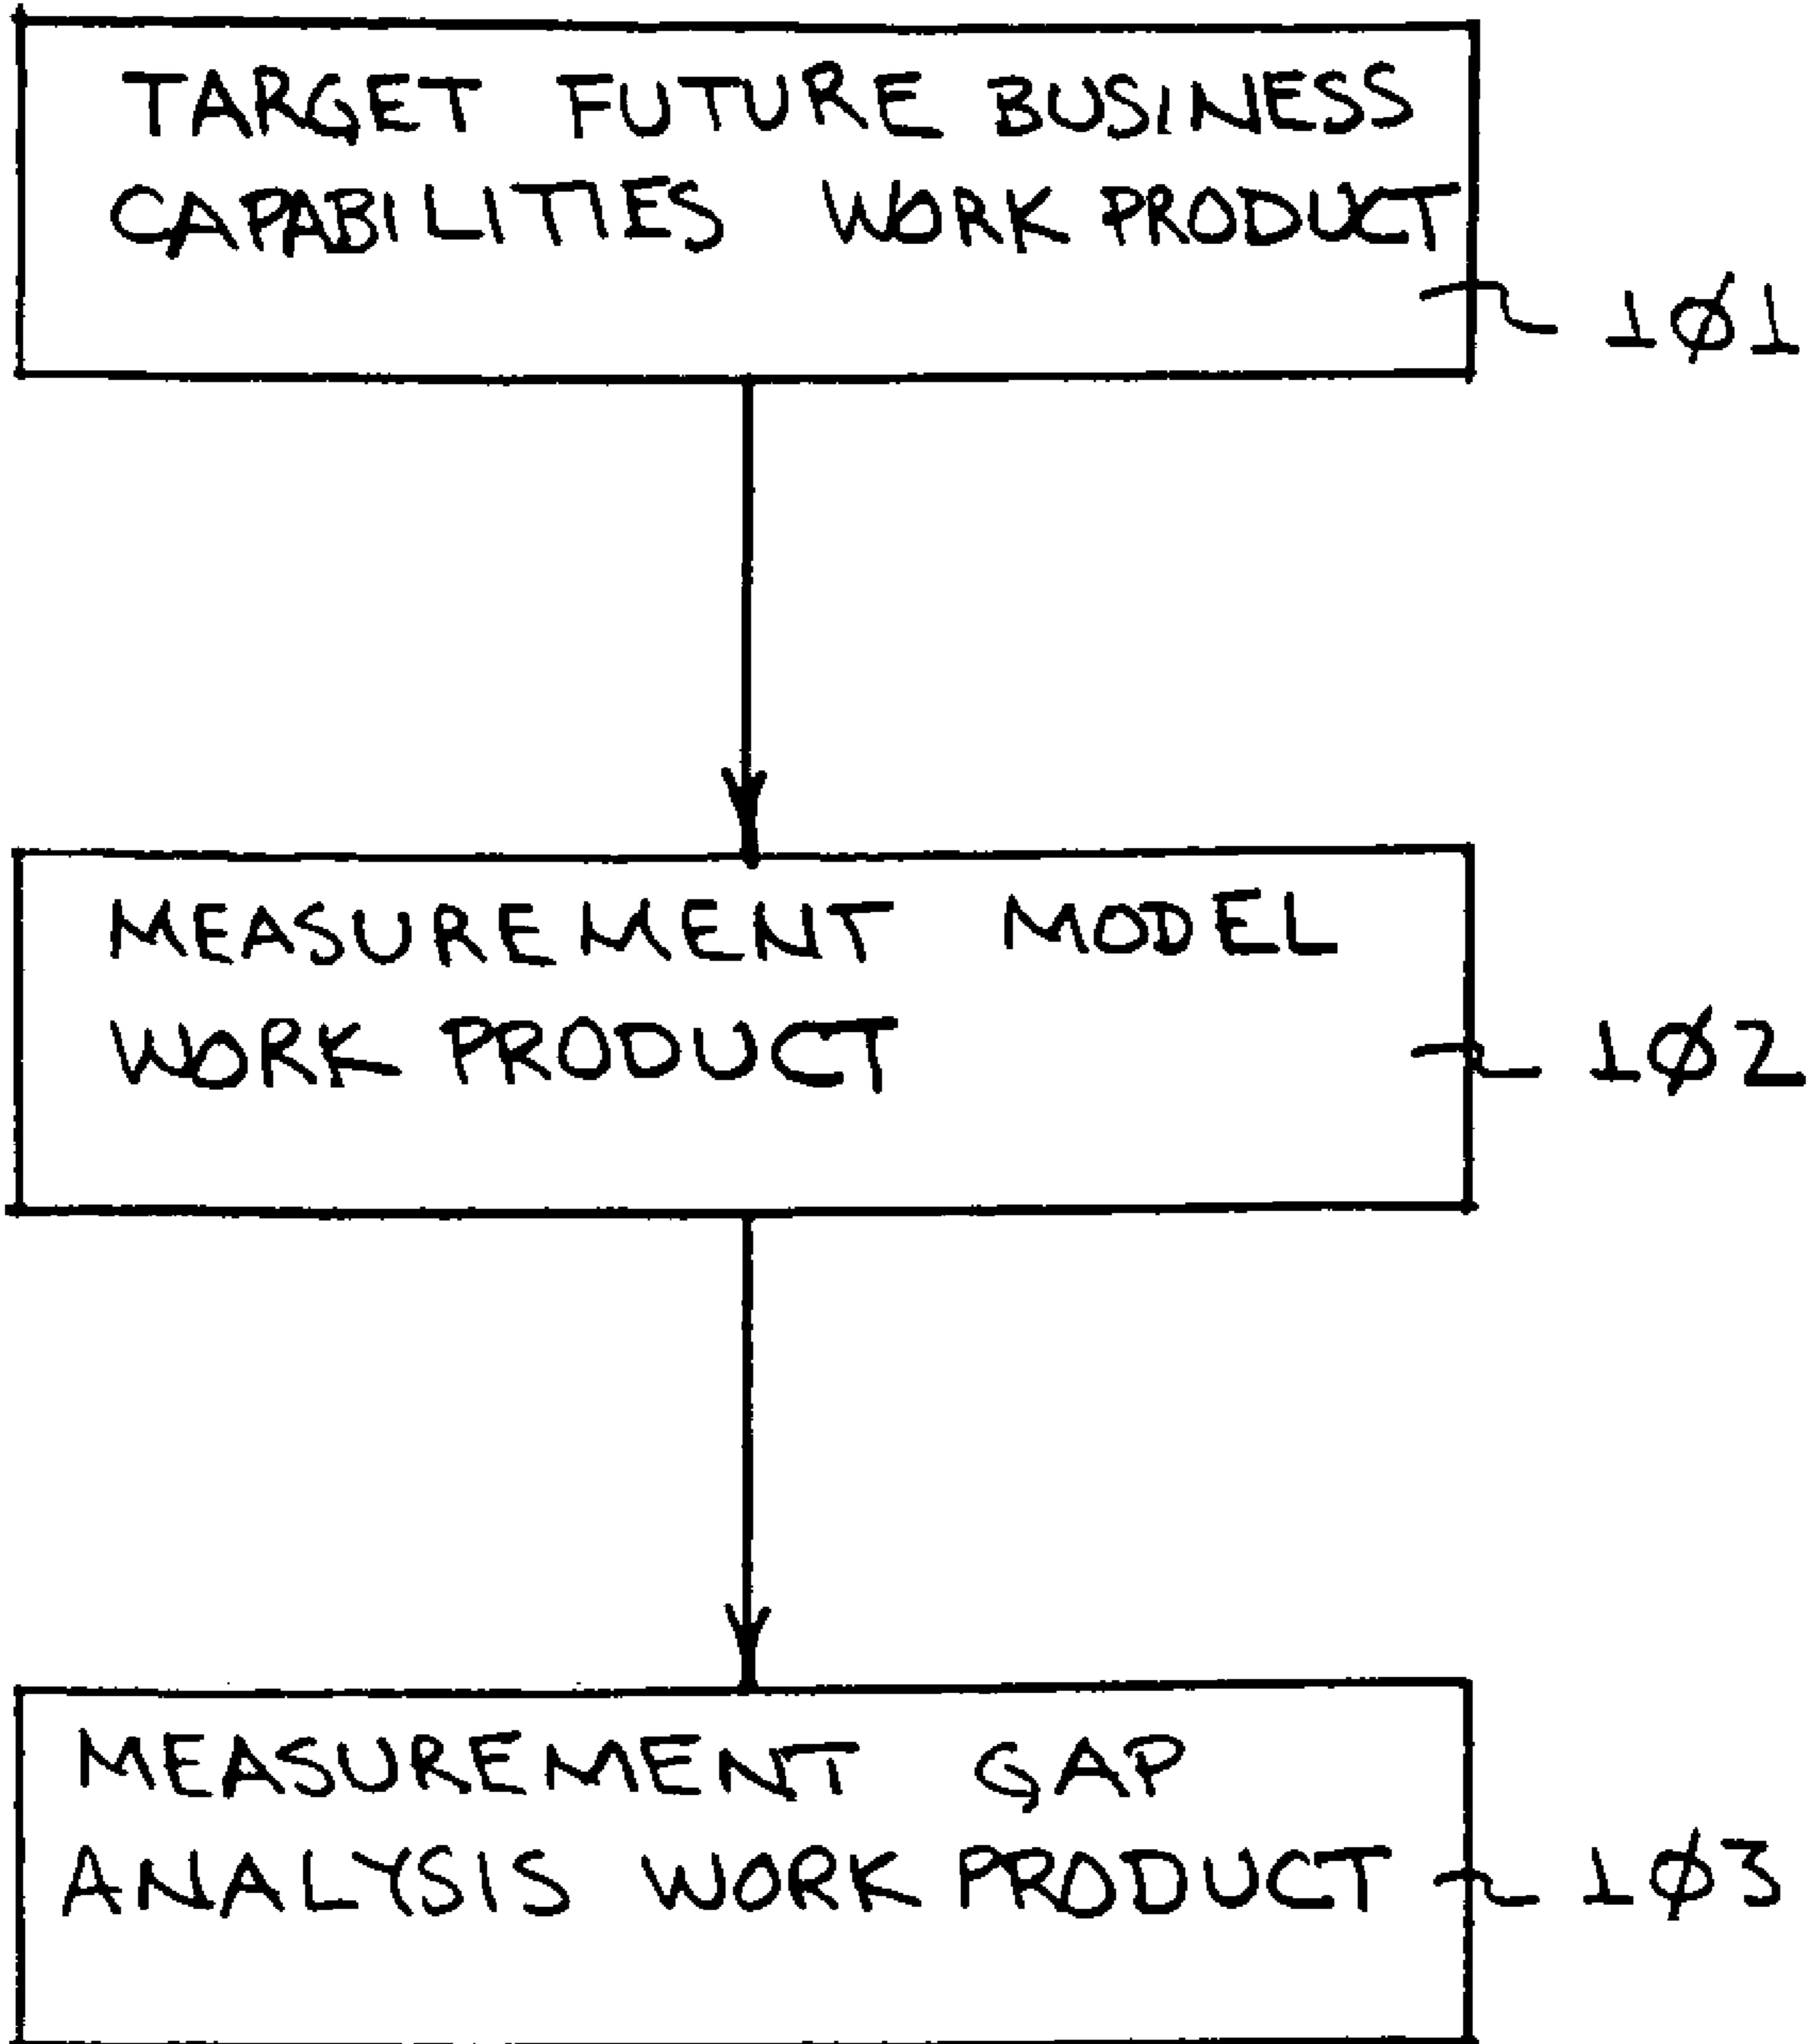 TARGET FUTURE BUSINESS
CAPABILITIES WORK PRODUCT
1Ø1
MEASUREMENT MODEL
WORK PRODUCT
1Ø2
MEASUREMENT GAP
ANALYSIS WORK PRODUCT
1Ø3